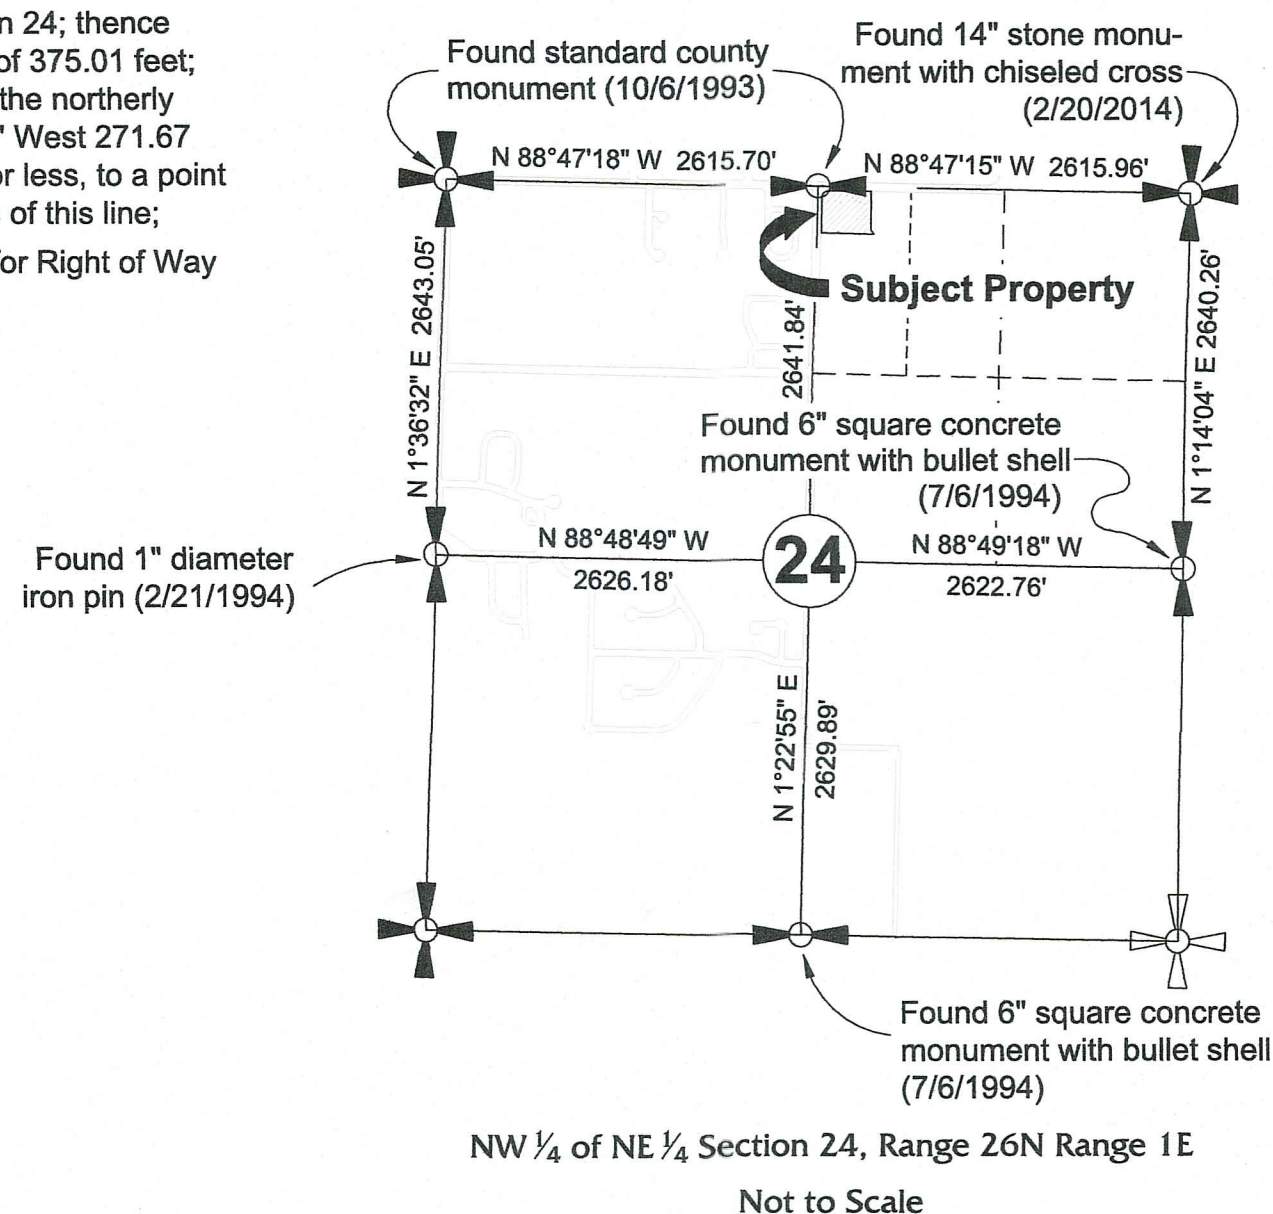 n 24; thence
of 375.01 feet;
the northerly
" West 271.67
or less, to a point
of this line;
for Right of Way
Found standard county
monument (10/6/1993)
Found 14" stone monu-
ment with chiseled cross
(2/20/2014)
N 88°47'18" W 2615.70'
N 88°47'15" W 2615.96'
N 1°36'32" E 2643.05'
Subject Property
2641.84'
N 1°14'04" E 2640.26'
Found 6" square concrete
monument with bullet shell
(7/6/1994)
Found 1" diameter
iron pin (2/21/1994)
N 88°48'49" W
2626.18'
24
N 88°49'18" W
2622.76'
N 1°22'55" E
2629.89'
Found 6" square concrete
monument with bullet shell
(7/6/1994)
NW ¼ of NE ¼ Section 24, Range 26N Range 1E
Not to Scale